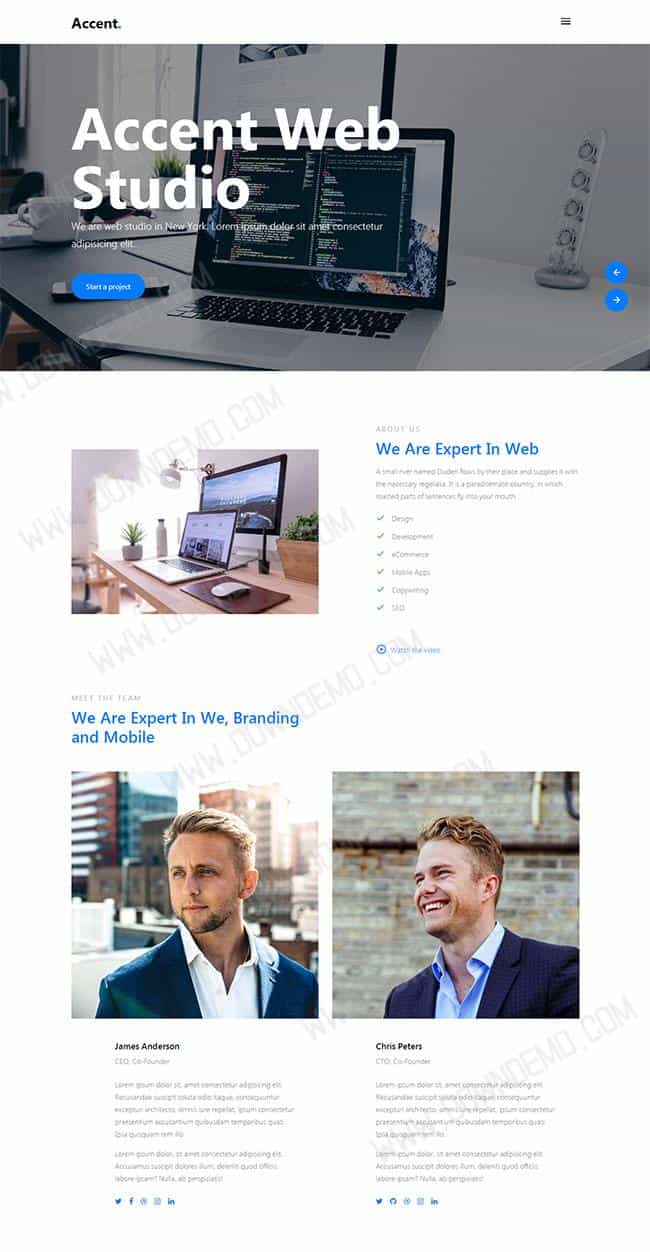 Accent.
Accent Web
Studio
We are web studio in New York. Lorem ipsum dolor sit amet consectetur
adipisicing elit.
Start a project
ABOUT US
We Are Expert In Web
A small river named Duden flows by their place and supplies it with
the necessary regelialia. It is a paradisematic country, in which
roasted parts of sentences fly into your mouth.
Design
Development
eCommerce
Mobile Apps
Copywriting
SEO
Watch the video
MEET THE TEAM
We Are Expert In We, Branding
and Mobile
James Anderson
CEO, Co-Founder
Lorem ipsum dolor sit, amet consectetur adipisicing elit.
Recusandae suscipit soluta odio itaque, consequuntur
excepturi architecto, omnis iure repellat, ipsum consectetur
praesentium accusantium quibusdam temporibus quas!
Ipsa quisquam rem illo.
Lorem ipsum dolor, sit amet consectetur adipisicing elit.
Accusamus suscipit dolores illum, deleniti quod officiis
labore ipsam? Nulla, ab perspiciatis!
Chris Peters
CTO, Co-Founder
Lorem ipsum dolor sit, amet consectetur adipisicing elit.
Recusandae suscipit soluta odio itaque, consequuntur
excepturi architecto, omnis iure repellat, ipsum consectetur
praesentium accusantium quibusdam temporibus quas!
Ipsa quisquam rem illo.
Lorem ipsum dolor, sit amet consectetur adipisicing elit.
Accusamus suscipit dolores illum, deleniti quod officiis
labore ipsam? Nulla, ab perspiciatis!
WWW.DOWNDEMO.COM